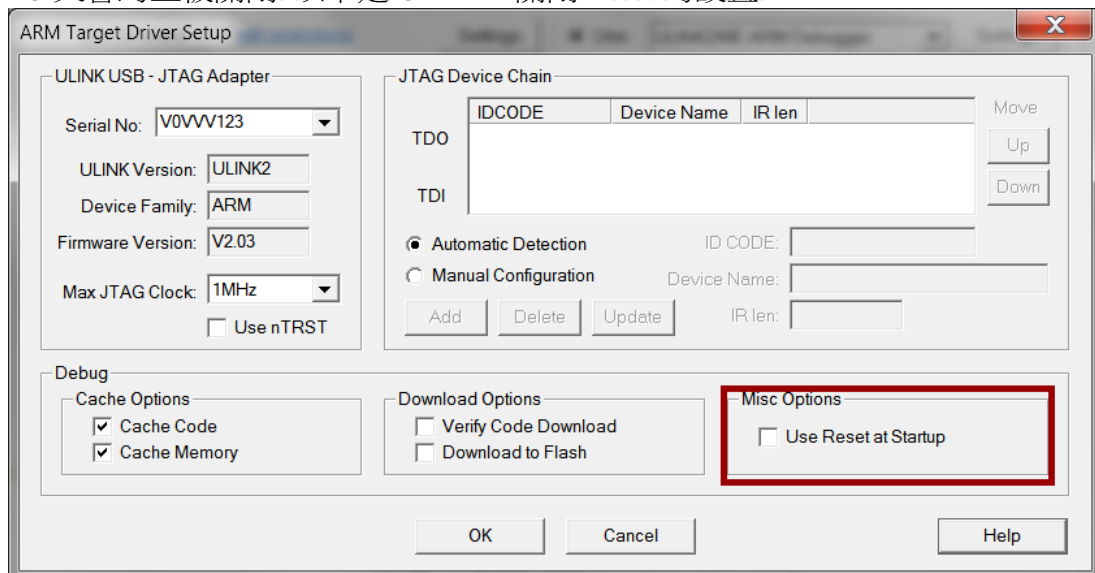 ARM Target Driver Setup
ULINK USB - JTAG Adapter
Serial No: V0VVV123
ULINK Version: ULINK2
Device Family: ARM
Firmware Version: V2.03
Max JTAG Clock: 1MHz
Use nTRST
JTAG Device Chain
IDCODE Device Name IR len
Move
TDO
Up
TDI
Down
Automatic Detection
ID CODE:
Manual Configuration
Device Name:
Add Delete Update
IR len:
Debug
Cache Options
Cache Code
Cache Memory
Download Options
Verify Code Download
Download to Flash
Misc Options
Use Reset at Startup
OK Cancel Help